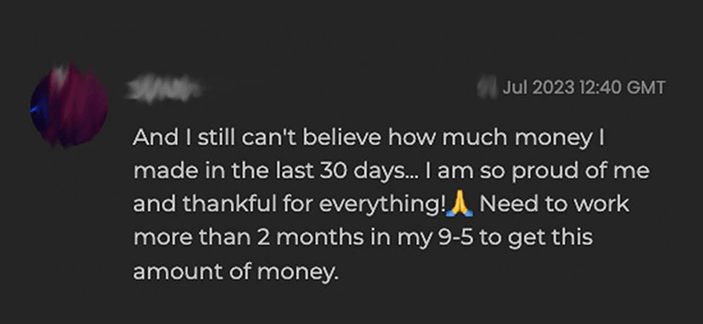 Jul 2023 12:40 GMT
And I still can't believe how much money I
made in the last 30 days... I am so proud of me
and thankful for everything!🙏 Need to work
more than 2 months in my 9-5 to get this
amount of money.